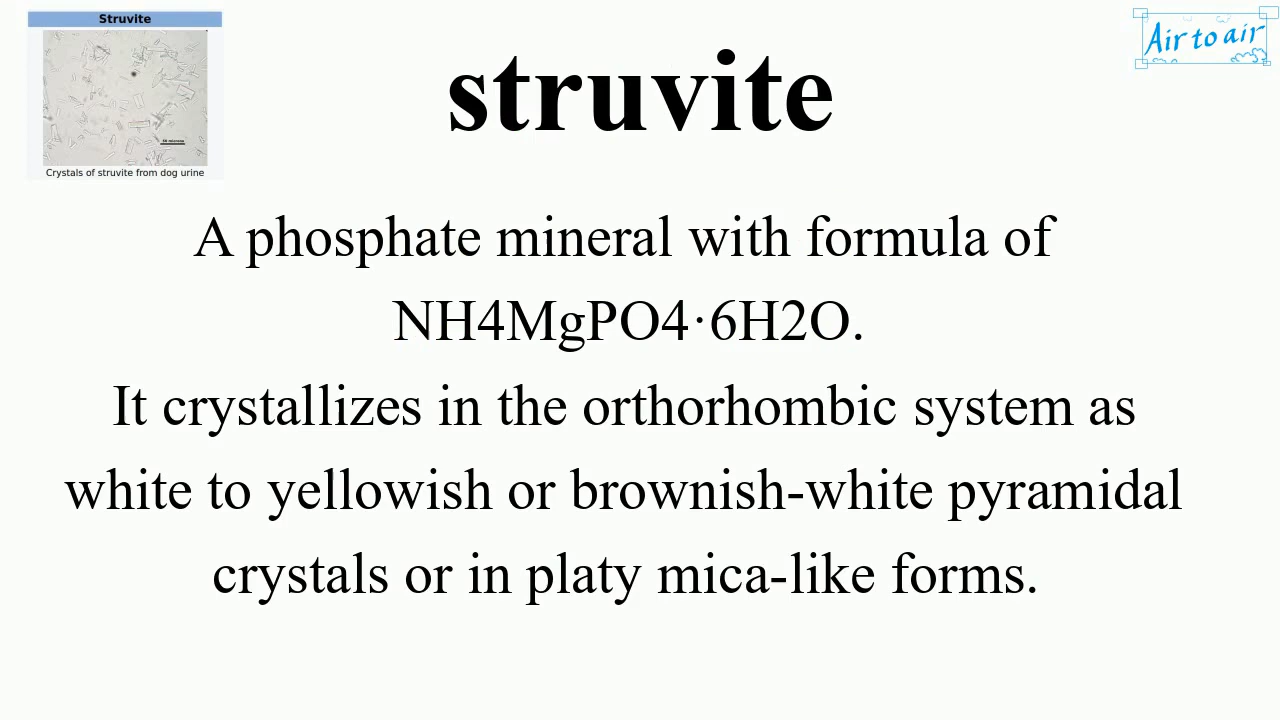 Struvite
Crystals of struvite from dog urine
Air to air
struvite
A phosphate mineral with formula of
NH4MgPO4·6H2O.
It crystallizes in the orthorhombic system as
white to yellowish or brownish-white pyramidal
crystals or in platy mica-like forms.